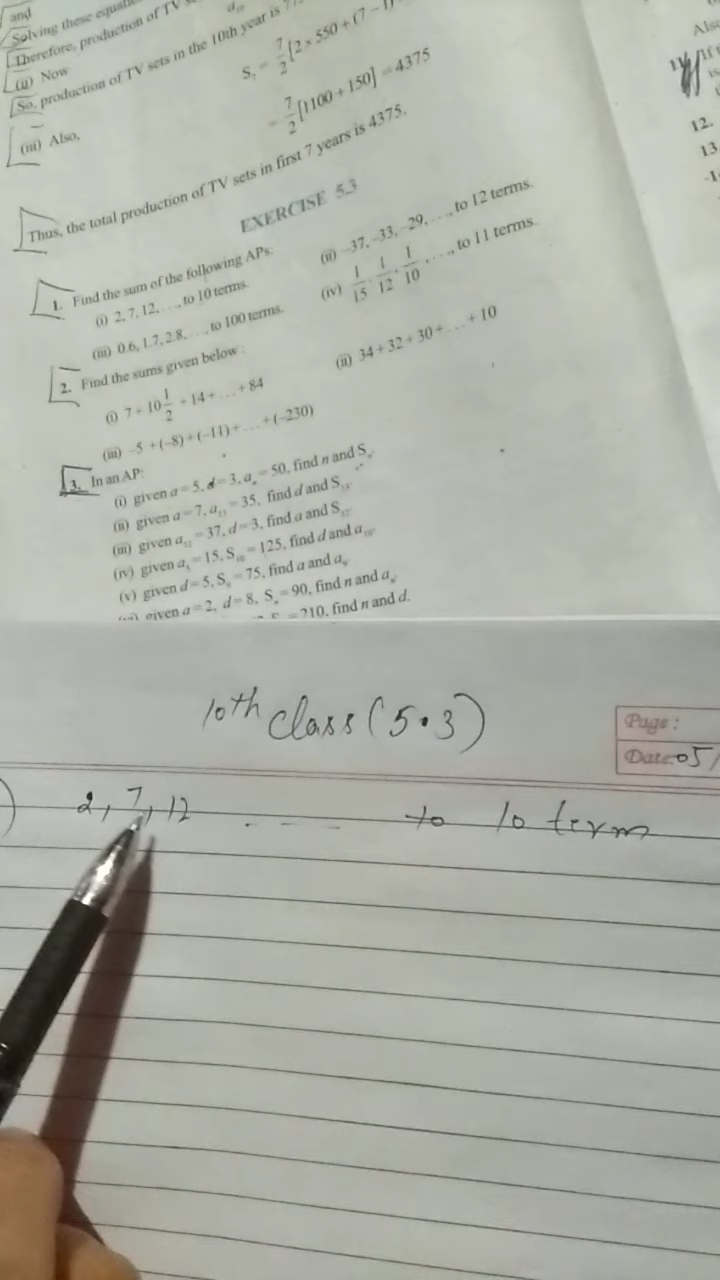 and
Solving these
Therefore, production of TV
(ii) Now
So, production of TV sets in the 10th year is
(iii) Also, S₇ = 7/2 [2 × 550 + (7 – 1)
= 7/2 [1100 + 150] = 4375
Thus, the total production of TV sets in first 7 years is 4375.
EXERCISE 5.3
1. Find the sum of the following APs:
(i) 2, 7, 12, . . ., to 10 terms.
(ii) –37, –33, –29, . . ., to 12 terms.
(iii) 0.6, 1.7, 2.8, . . ., to 100 terms.
(iv) 1/15, 1/12, 1/10, . . ., to 11 terms.
2. Find the sums given below :
(i) 7 + 10 1/2 + 14 + . . . + 84
(ii) 34 + 32 + 30 + . . . + 10
(iii) –5 + (–8) + (–11) + . . . + (–230)
3. In an AP:
(i) given a = 5, d = 3, aₙ = 50, find n and Sₙ.
(ii) given a = 7, a₁₃ = 35, find d and S₁₃.
(iii) given a₁₂ = 37, d = 3, find a and S₁₂.
(iv) given a₃ = 15, S₁₀ = 125, find d and a₁₀.
(v) given d = 5, S₉ = 75, find a and a₉.
given a = 2, d = 8, Sₙ = 90, find n and aₙ.
= 210, find n and d.
12.
13
10th class (5.3)
Page :
Date: 05/
2, 7, 12 - - - to 10 term